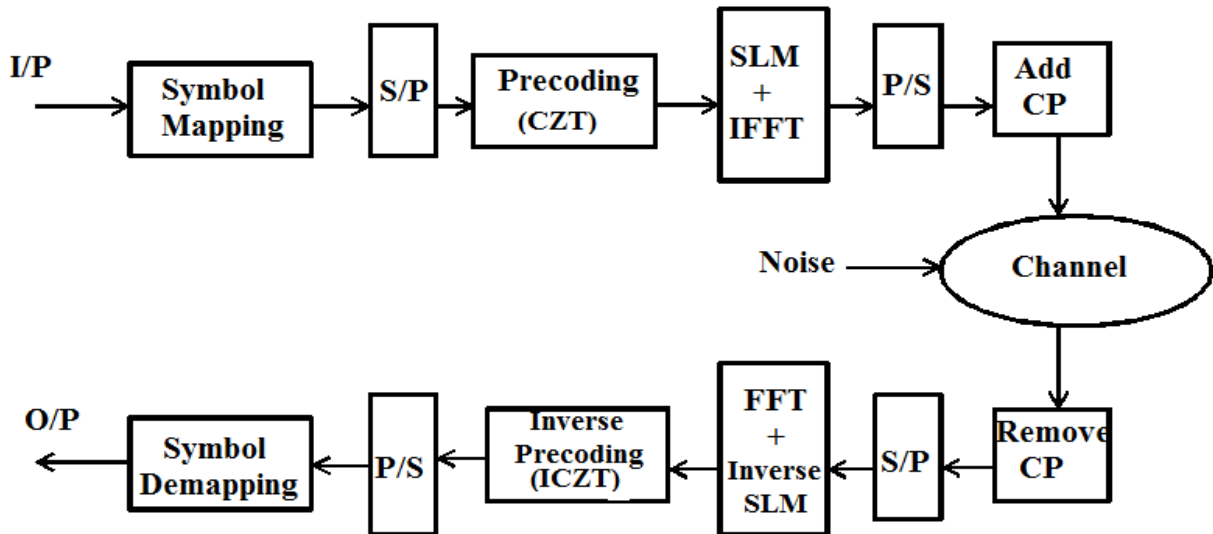 I/P
Symbol
Mapping
S/P
Precoding
(CZT)
SLM
+
IFFT
P/S
Add
CP
Noise
Channel
O/P
Symbol
Demapping
P/S
Inverse
Precoding
(ICZT)
FFT
+
Inverse
SLM
S/P
Remove
CP